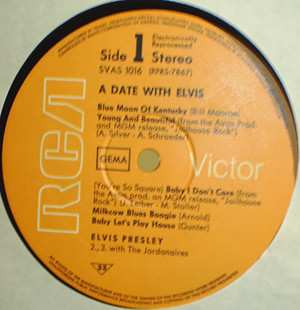 Side 1
Electronically
Reprocessed
Stereo
SVAS 1016 (PPRS-7867)
A DATE WITH ELVIS
Blue Moon Of Kentucky (Bill Monroe)
Young And Beautiful (from the Avon Prod.
and MGM release, "Jailhouse Rock")
(A. Silver - A. Schroeder)
GEMA
RCA
Victor
(You're So Square) Baby I Don't Care (from
the Avon prod. an MGM release, "Jailhouse
Rock") (J. Leiber - M. Stoller)
Milkcow Blues Boogie (Arnold)
Baby Let's Play House (Gunter)
ELVIS PRESLEY
2., 3. with The Jordanaires
33